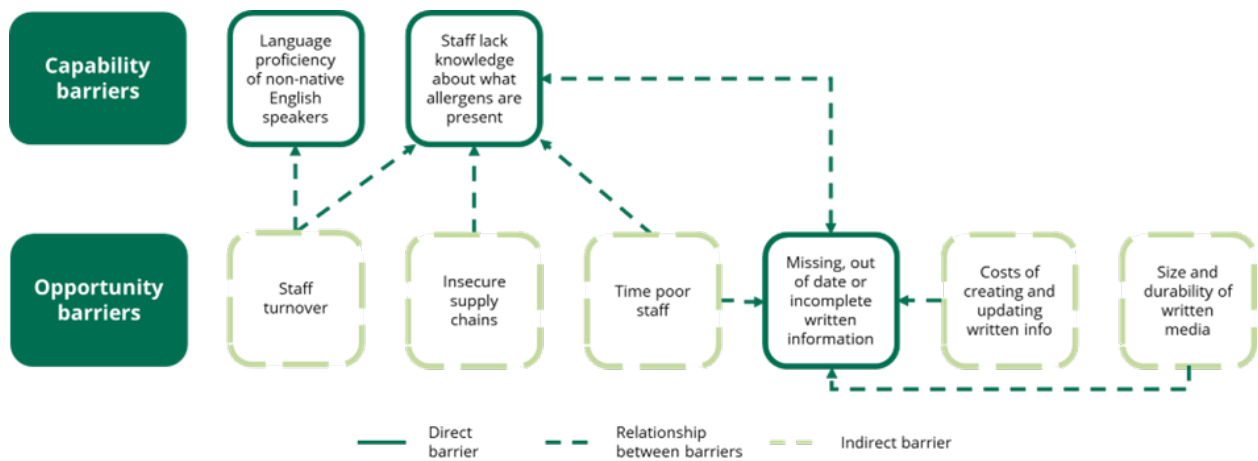 Capability
barriers
Language
proficiency
of non-native
English
speakers
Staff lack
knowledge
about what
allergens are
present
Opportunity
barriers
Staff
turnover
Insecure
supply
chains
Time poor
staff
Missing, out
of date or
incomplete
written
information
Costs of
creating and
updating
written info
Size and
durability of
written
media
Direct
barrier
Relationship
between barriers
Indirect barrier